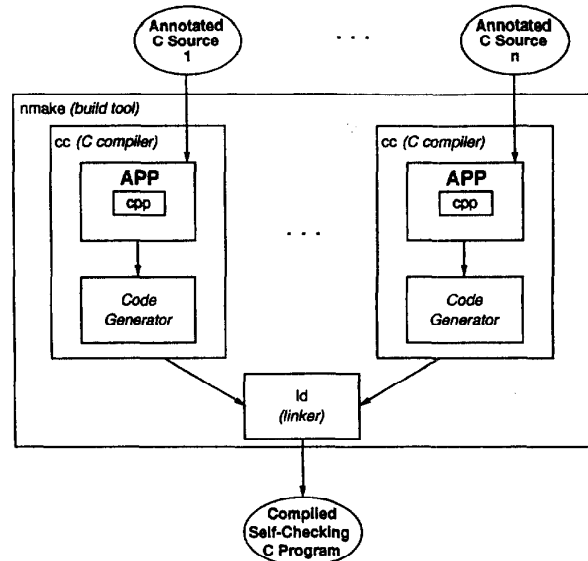 Annotated
C Source
1
. . .
Annotated
C Source
n
nmake (build tool)
cc (C compiler)
APP
cpp
Code
Generator
. . .
cc (C compiler)
APP
cpp
Code
Generator
ld
(linker)
Compiled
Self-Checking
C Program